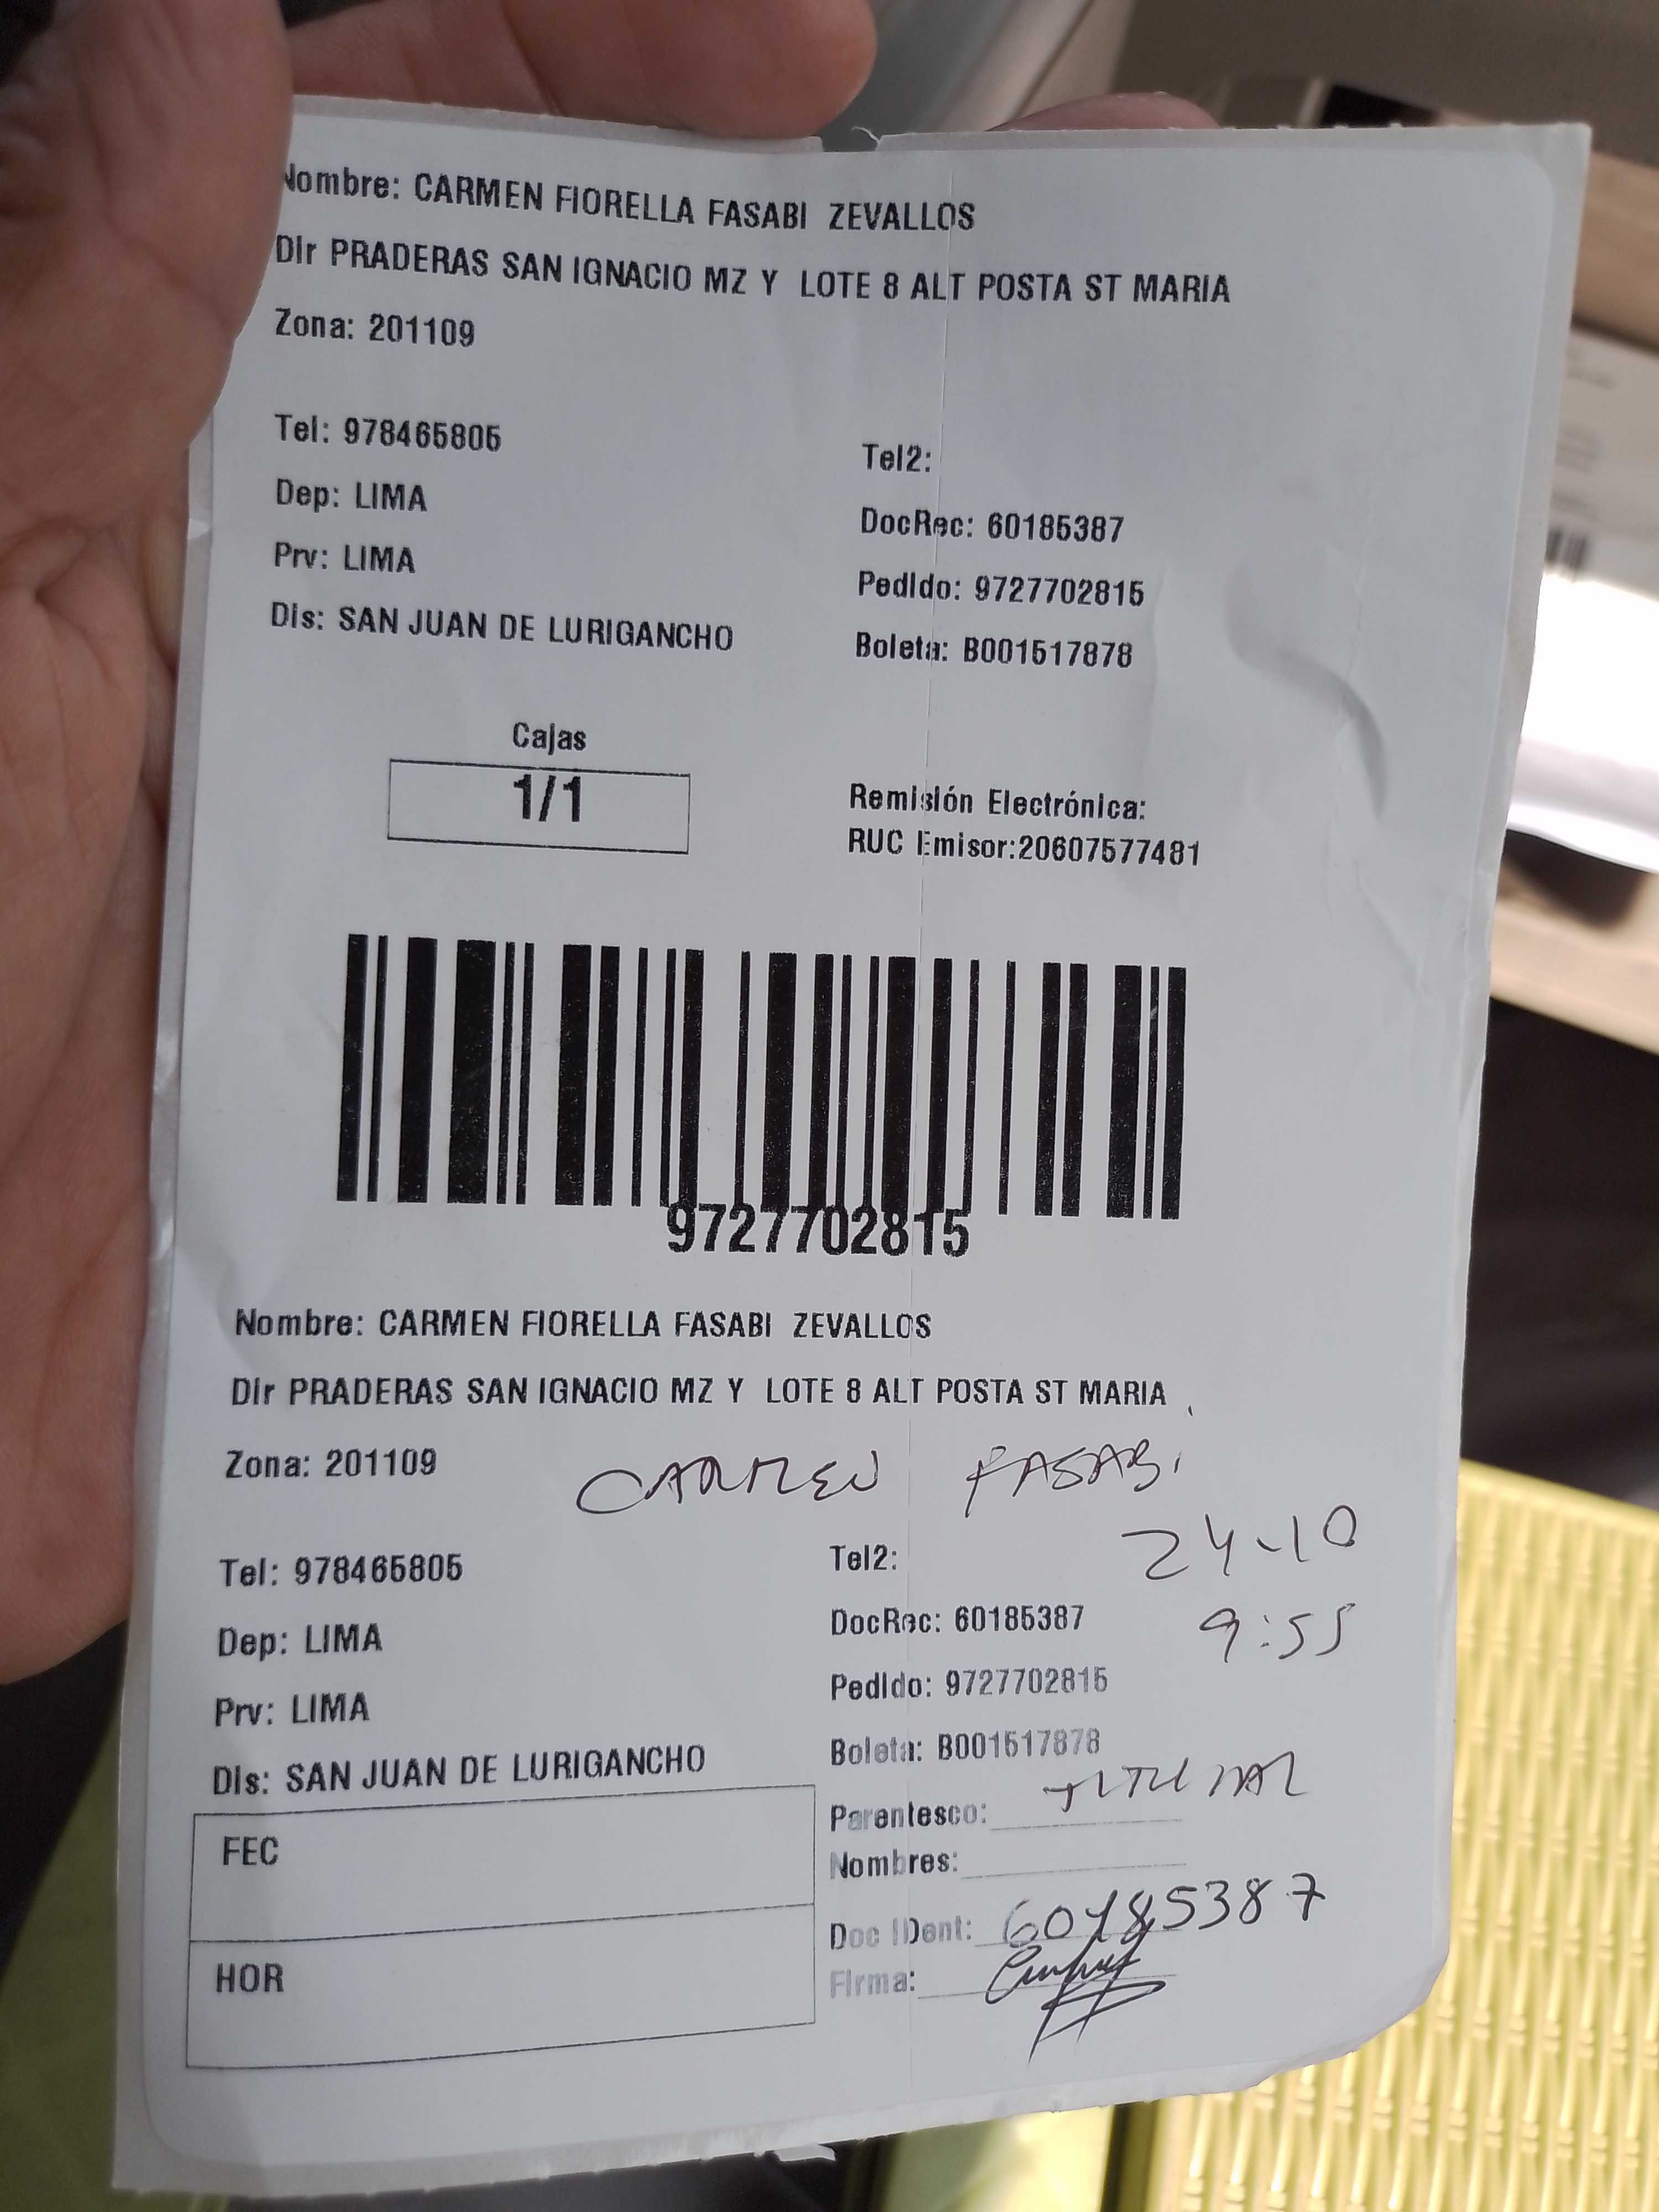 Nombre: CARMEN FIORELLA FASABI ZEVALLOS
Dir PRADERAS SAN IGNACIO MZ Y LOTE 8 ALT POSTA ST MARIA
Zona: 201109
Tel: 978465805
Tel2:
Dep: LIMA
DocRec: 60185387
Prv: LIMA
Pedido: 9727702815
Dis: SAN JUAN DE LURIGANCHO
Boleta: B001517878
Cajas
1/1
Remisión Electrónica:
RUC Emisor:20607577481
9727702815
Nombre: CARMEN FIORELLA FASABI ZEVALLOS
Dir PRADERAS SAN IGNACIO MZ Y LOTE 8 ALT POSTA ST MARIA
Zona: 201109
CARMEN FASABI
24-10
Tel: 978465805
Tel2:
9:55
Dep: LIMA
DocRec: 60185387
Prv: LIMA
Pedido: 9727702815
Dis: SAN JUAN DE LURIGANCHO
Boleta: B001517878
Parentesco: TITULAR
Nombres:
FEC
Doc IDent: 60185387
HOR
Firma: